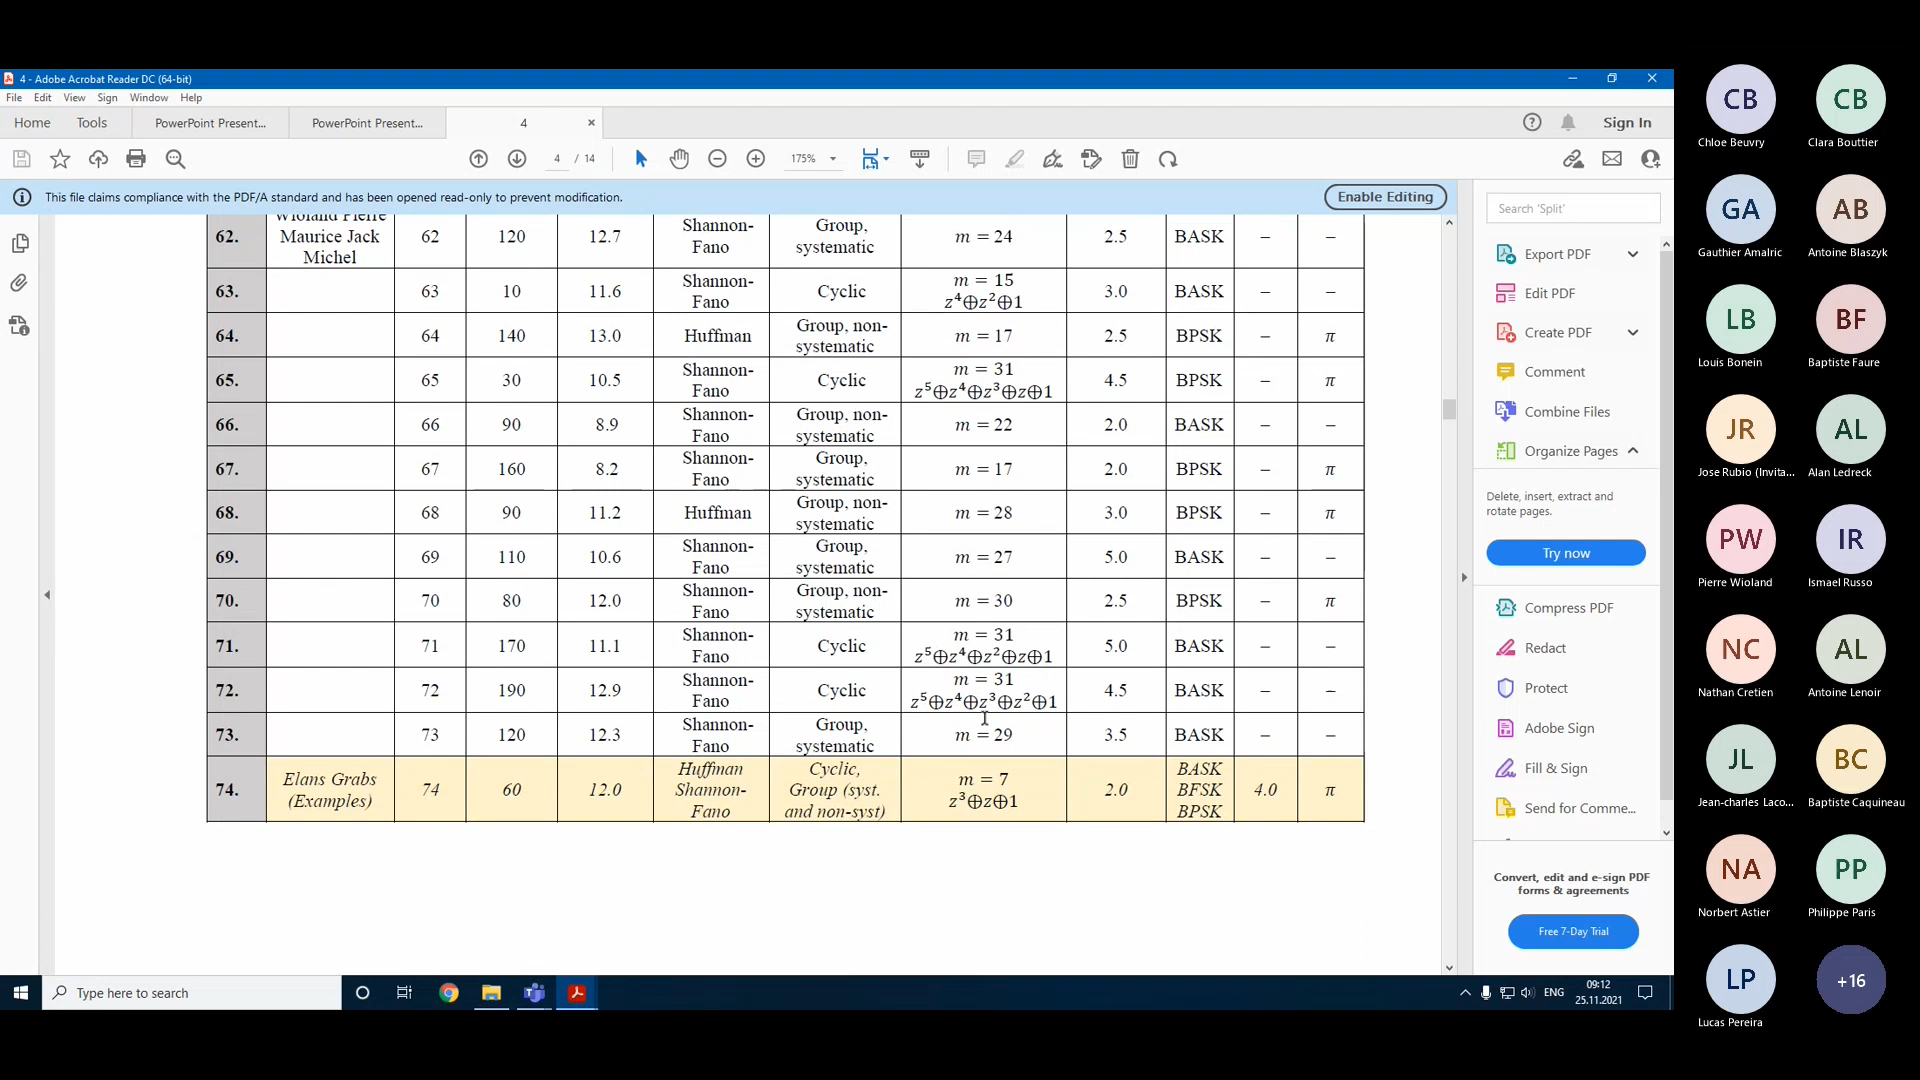 4 - Adobe Acrobat Reader DC (64-bit)
File Edit View Sign Window Help
Home Tools PowerPoint Present... PowerPoint Present... 4 Sign In
4 / 14 175%
This file claims compliance with the PDF/A standard and has been opened read-only to prevent modification. Enable Editing
62. Wioland Pierre Maurice Jack Michel 62 120 12.7 Shannon-Fano Group, systematic m = 24 2.5 BASK – –
63. 63 10 11.6 Shannon-Fano Cyclic m = 15 z⁴⊕z²⊕1 3.0 BASK – –
64. 64 140 13.0 Huffman Group, non-systematic m = 17 2.5 BPSK – π
65. 65 30 10.5 Shannon-Fano Cyclic m = 31 z⁵⊕z⁴⊕z³⊕z⊕1 4.5 BPSK – π
66. 66 90 8.9 Shannon-Fano Group, non-systematic m = 22 2.0 BASK – –
67. 67 160 8.2 Shannon-Fano Group, systematic m = 17 2.0 BPSK – π
68. 68 90 11.2 Huffman Group, non-systematic m = 28 3.0 BPSK – π
69. 69 110 10.6 Shannon-Fano Group, systematic m = 27 5.0 BASK – –
70. 70 80 12.0 Shannon-Fano Group, non-systematic m = 30 2.5 BPSK – π
71. 71 170 11.1 Shannon-Fano Cyclic m = 31 z⁵⊕z⁴⊕z²⊕z⊕1 5.0 BASK – –
72. 72 190 12.9 Shannon-Fano Cyclic m = 31 z⁵⊕z⁴⊕z³⊕z²⊕1 4.5 BASK – –
73. 73 120 12.3 Shannon-Fano Group, systematic m = 29 3.5 BASK – –
74. Elans Grabs (Examples) 74 60 12.0 Huffman Shannon-Fano Cyclic, Group (syst. and non-syst) m = 7 z³⊕z⊕1 2.0 BASK BFSK BPSK 4.0 π
Search 'Split'
Export PDF
Edit PDF
Create PDF
Comment
Combine Files
Organize Pages
Delete, insert, extract and
rotate pages.
Try now
Compress PDF
Redact
Protect
Adobe Sign
Fill & Sign
Send for Comme...
Convert, edit and e-sign PDF
forms & agreements
Free 7-Day Trial
Type here to search
ENG
09:12
25.11.2021
CB CB
Chloe Beuvry Clara Bouttier
GA AB
Gauthier Amalric Antoine Blaszyk
LB BF
Louis Bonein Baptiste Faure
JR AL
Jose Rubio (Invita... Alan Ledreck
PW IR
Pierre Wioland Ismael Russo
NC AL
Nathan Cretien Antoine Lenoir
JL BC
Jean-charles Laco... Baptiste Caquineau
NA PP
Norbert Astier Philippe Paris
LP +16
Lucas Pereira